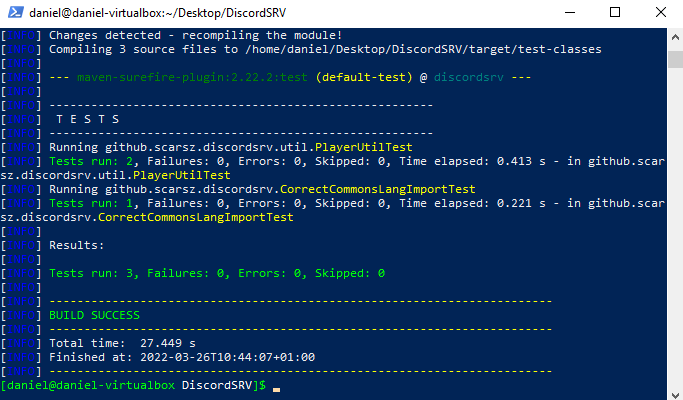 daniel@daniel-virtualbox:~/Desktop/DiscordSRV
[INFO] Changes detected - recompiling the module!
[INFO] Compiling 3 source files to /home/daniel/Desktop/DiscordSRV/target/test-classes
[INFO]
[INFO] --- maven-surefire-plugin:2.22.2:test (default-test) @ discordsrv ---
[INFO]
[INFO] -------------------------------------------------------
[INFO]  T E S T S
[INFO] -------------------------------------------------------
[INFO] Running github.scarsz.discordsrv.util.PlayerUtilTest
[INFO] Tests run: 2, Failures: 0, Errors: 0, Skipped: 0, Time elapsed: 0.413 s - in github.scar
sz.discordsrv.util.PlayerUtilTest
[INFO] Running github.scarsz.discordsrv.CorrectCommonsLangImportTest
[INFO] Tests run: 1, Failures: 0, Errors: 0, Skipped: 0, Time elapsed: 0.221 s - in github.scar
sz.discordsrv.CorrectCommonsLangImportTest
[INFO]
[INFO] Results:
[INFO]
[INFO] Tests run: 3, Failures: 0, Errors: 0, Skipped: 0
[INFO]
[INFO] ------------------------------------------------------------------------
[INFO] BUILD SUCCESS
[INFO] ------------------------------------------------------------------------
[INFO] Total time:  27.449 s
[INFO] Finished at: 2022-03-26T10:44:07+01:00
[INFO] ------------------------------------------------------------------------
[daniel@daniel-virtualbox DiscordSRV]$